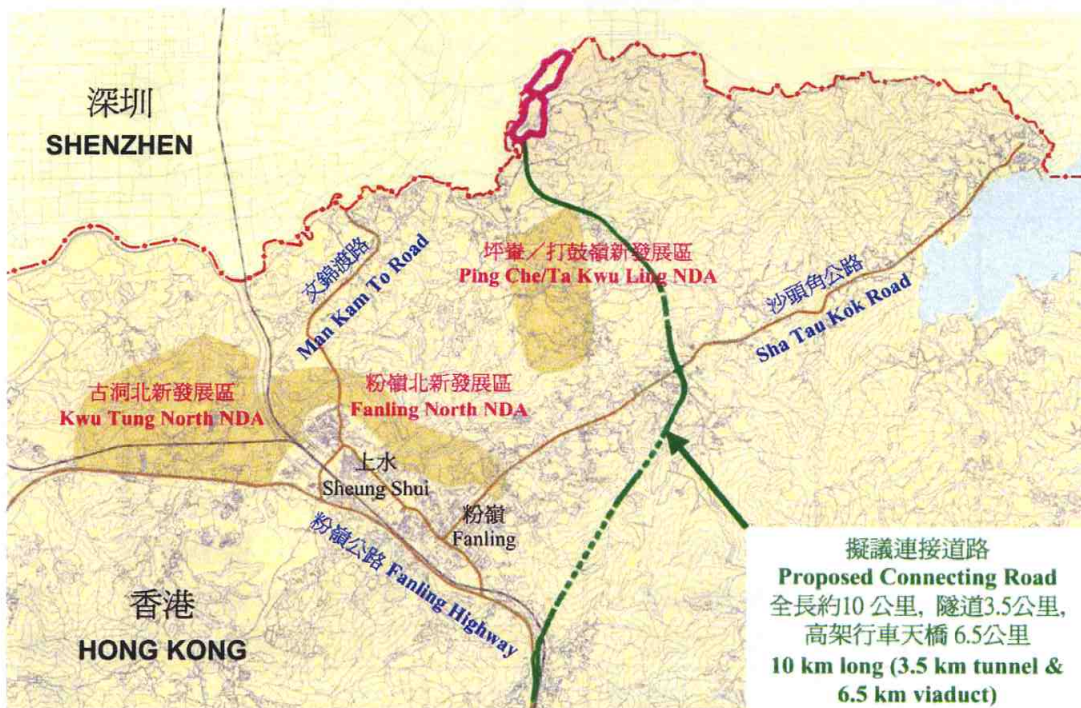 深圳
SHENZHEN
文錦渡路
Man Kam To Road
坪輋／打鼓嶺新發展區
Ping Che/Ta Kwu Ling NDA
沙頭角公路
Sha Tau Kok Road
古洞北新發展區
Kwu Tung North NDA
粉嶺北新發展區
Fanling North NDA
上水
Sheung Shui
粉嶺
Fanling
粉嶺公路 Fanling Highway
香港
HONG KONG
擬議連接道路
Proposed Connecting Road
全長約10 公里, 隧道3.5公里,
高架行車天橋 6.5公里
10 km long (3.5 km tunnel &
6.5 km viaduct)